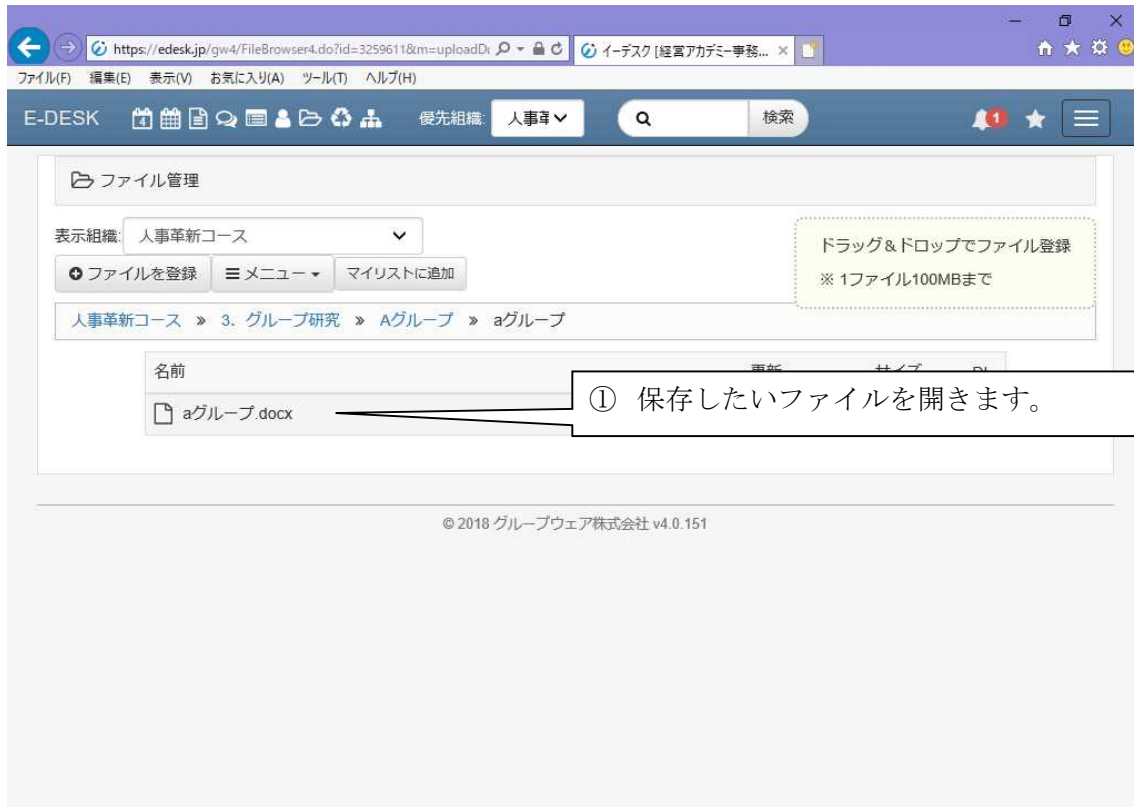 https://edesk.jp/gw4/FileBrowser4.do?id=3259611&m=uploadDo
イーデスク [経営アカデミー事務...
ファイル(F) 編集(E) 表示(V) お気に入り(A) ツール(T) ヘルプ(H)
E-DESK 4 優先組織: 人事革 検索 1
ファイル管理
表示組織: 人事革新コース
ドラッグ&ドロップでファイル登録
ファイルを登録 メニュー マイリストに追加
※ 1ファイル100MBまで
人事革新コース » 3. グループ研究 » Aグループ » aグループ
名前
① 保存したいファイルを開きます。
aグループ.docx
© 2018 グループウェア株式会社 v4.0.151